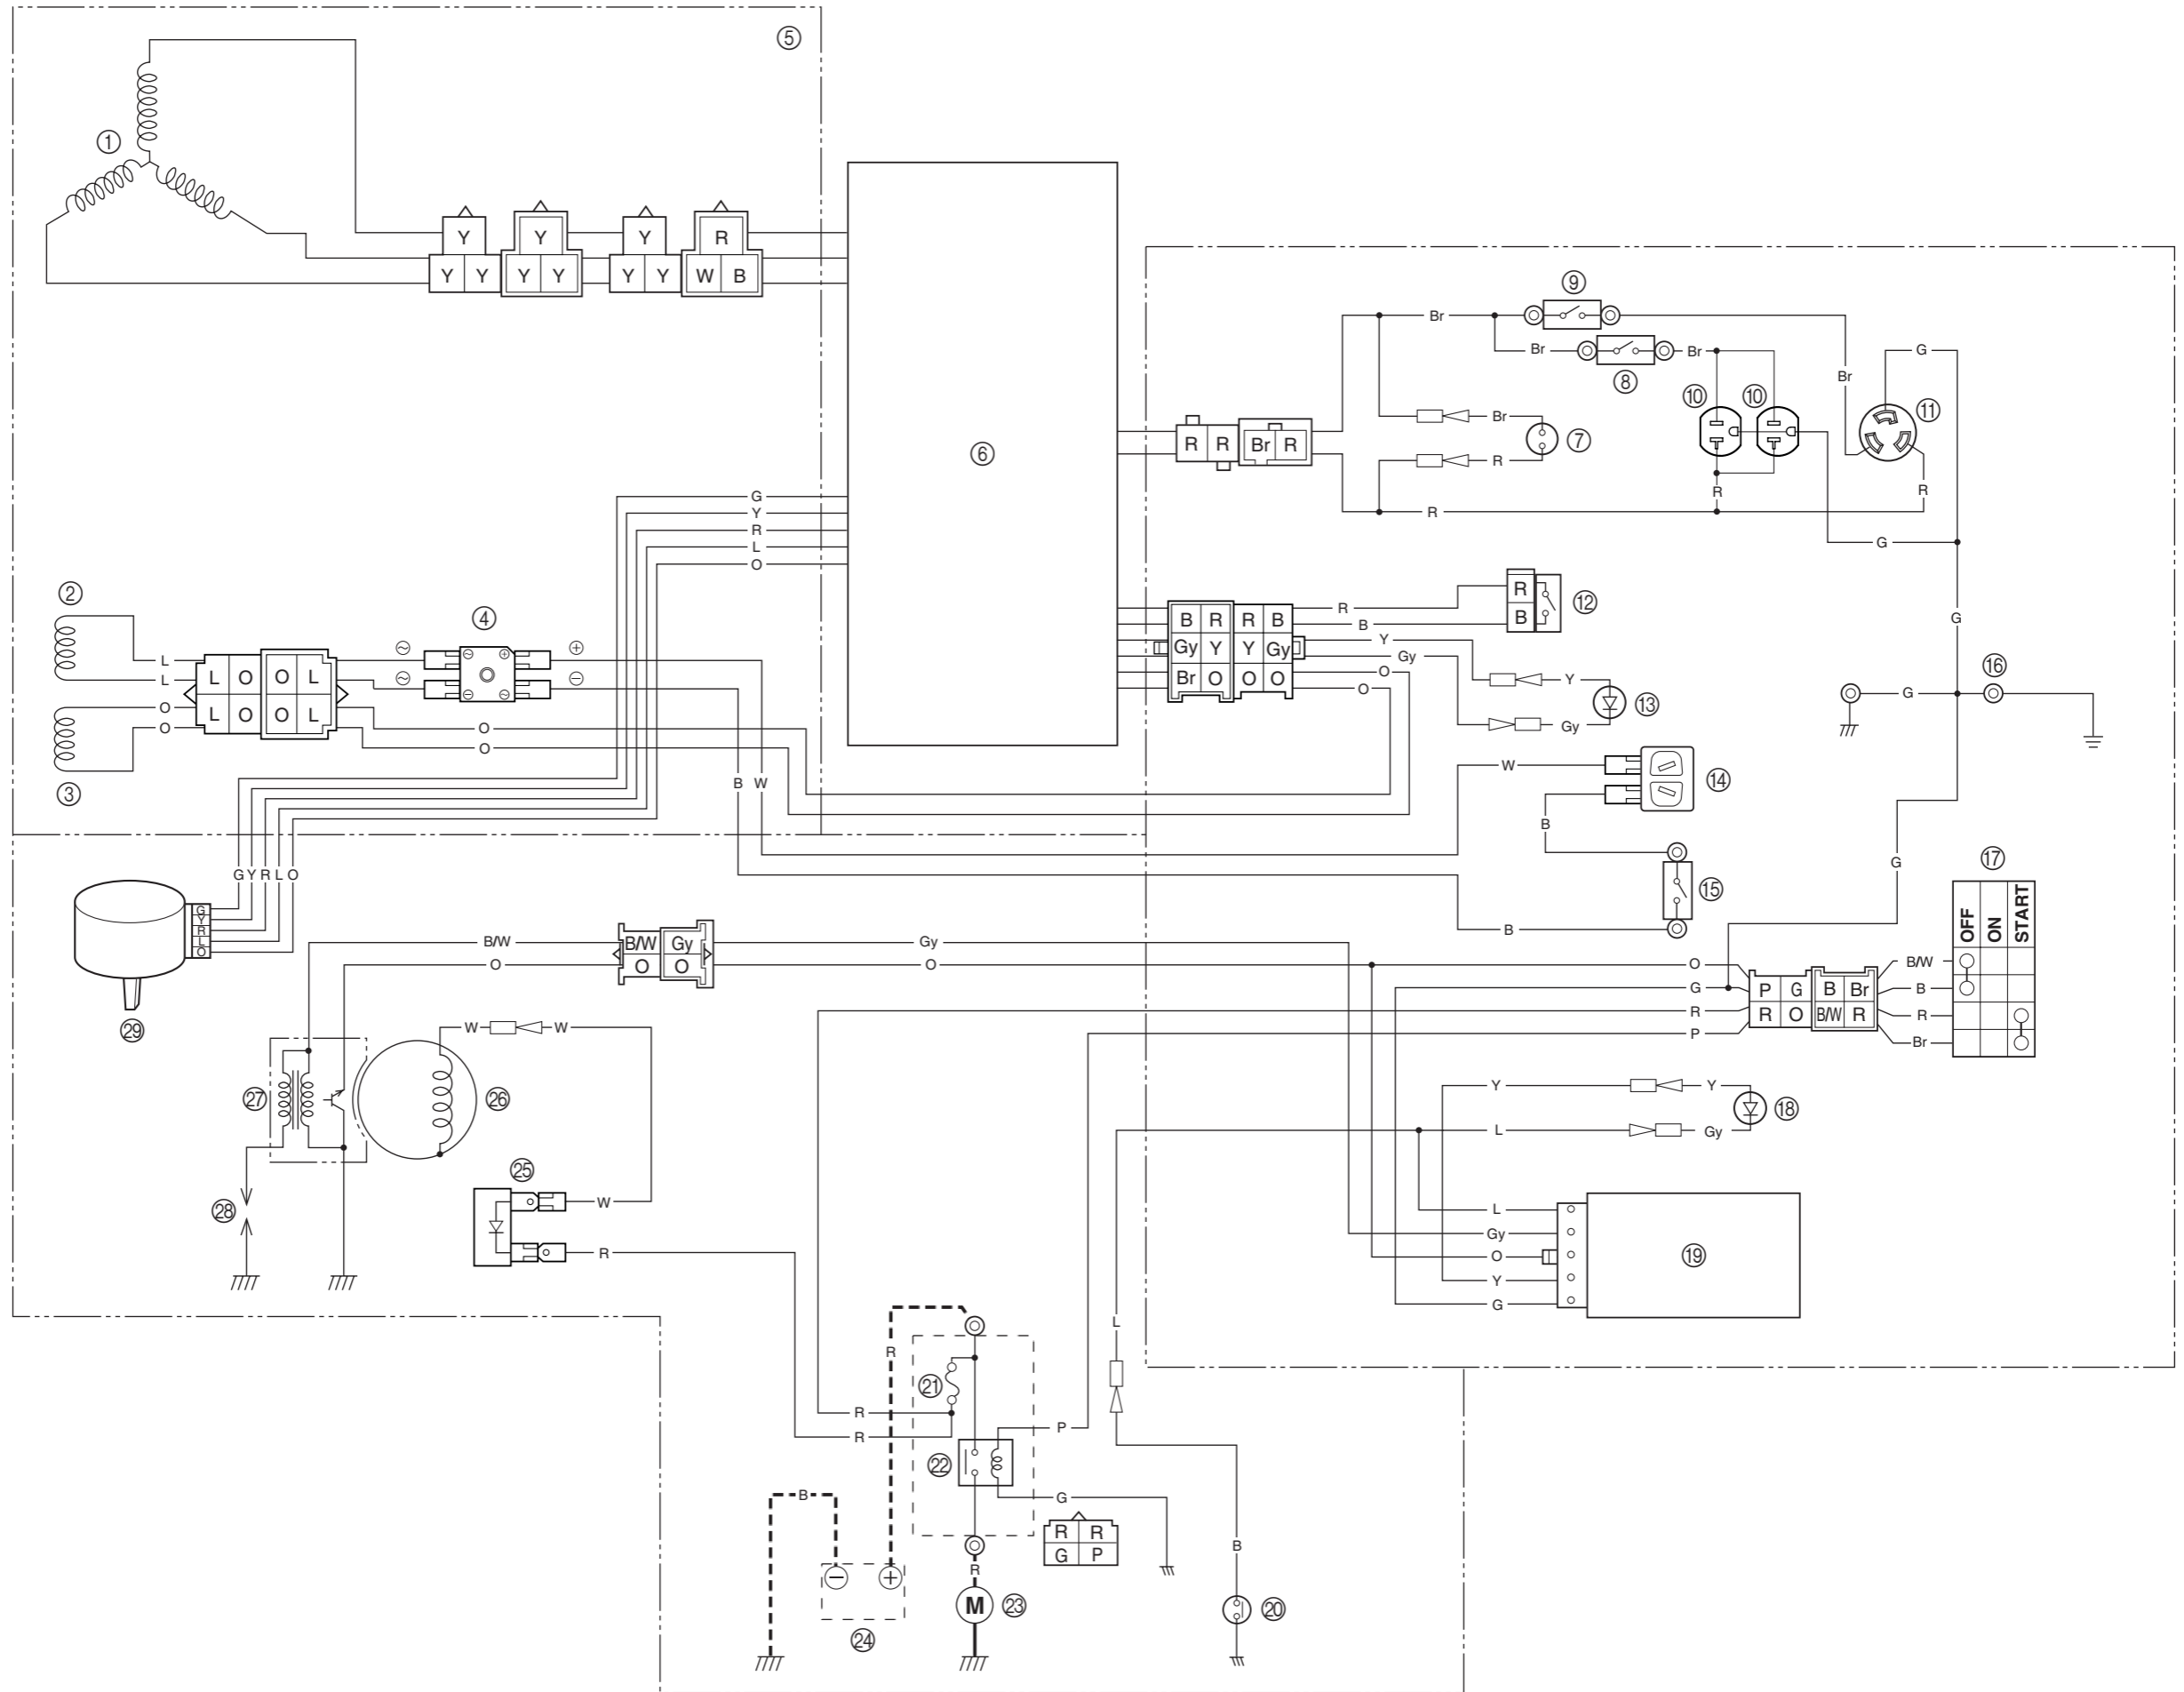 ⑤
①
Y Y Y R
Y Y Y Y Y Y W B
⑨
Br
Br Br G
⑧ Br
⑩ ⑩ ⑪
Br
⑦
R R Br R
⑥
R
R R
R
G
Y
R
L
O
G
② ④ ⑫
R R
B R R B B B
G
Y
Gy Y Y Gy
Gy
Br O O O O
O
L
L
L O O L
L O O L
O
O
O
O
③
Y
⑬
Gy
G ⑯
B W
W ⑭
B
⑮
B
G
⑰
OFF ON START
G Y R L O
G
Y
R
L
O
㉙
B/W B/W Gy Gy
O O O O
O
G
R
P
P G B Br
R O B/W R
B/W
B
R
Br
W W
㉗ ㉖
Y Y
⑱
L Gy
㉕
W
㉘
R
L
Gy
O
Y
G
⑲
L
R
㉑
R
R
P
㉒
B
G
R R
G P
B
R
M ㉓
⑳
㉔